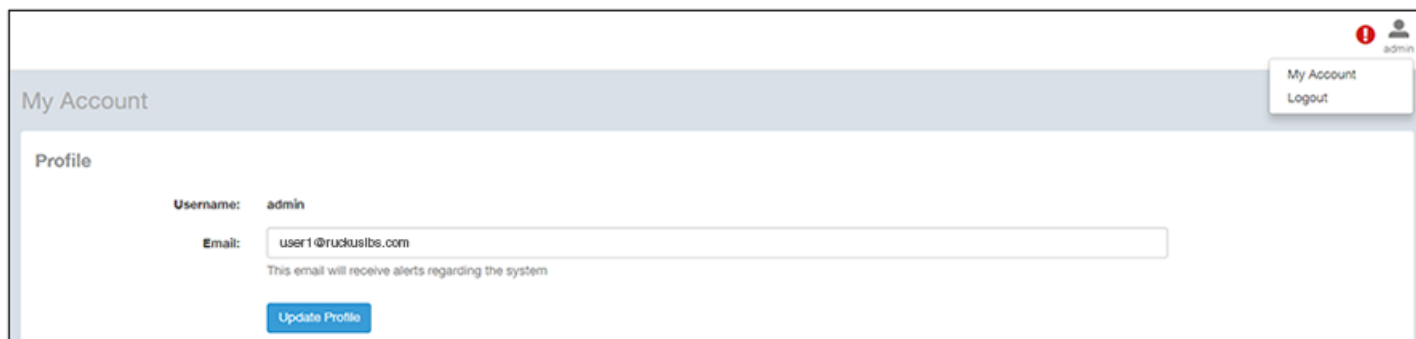 admin
My Account
Logout
My Account
Profile
Username: admin
Email: user1@ruckuslbs.com
This email will receive alerts regarding the system
Update Profile